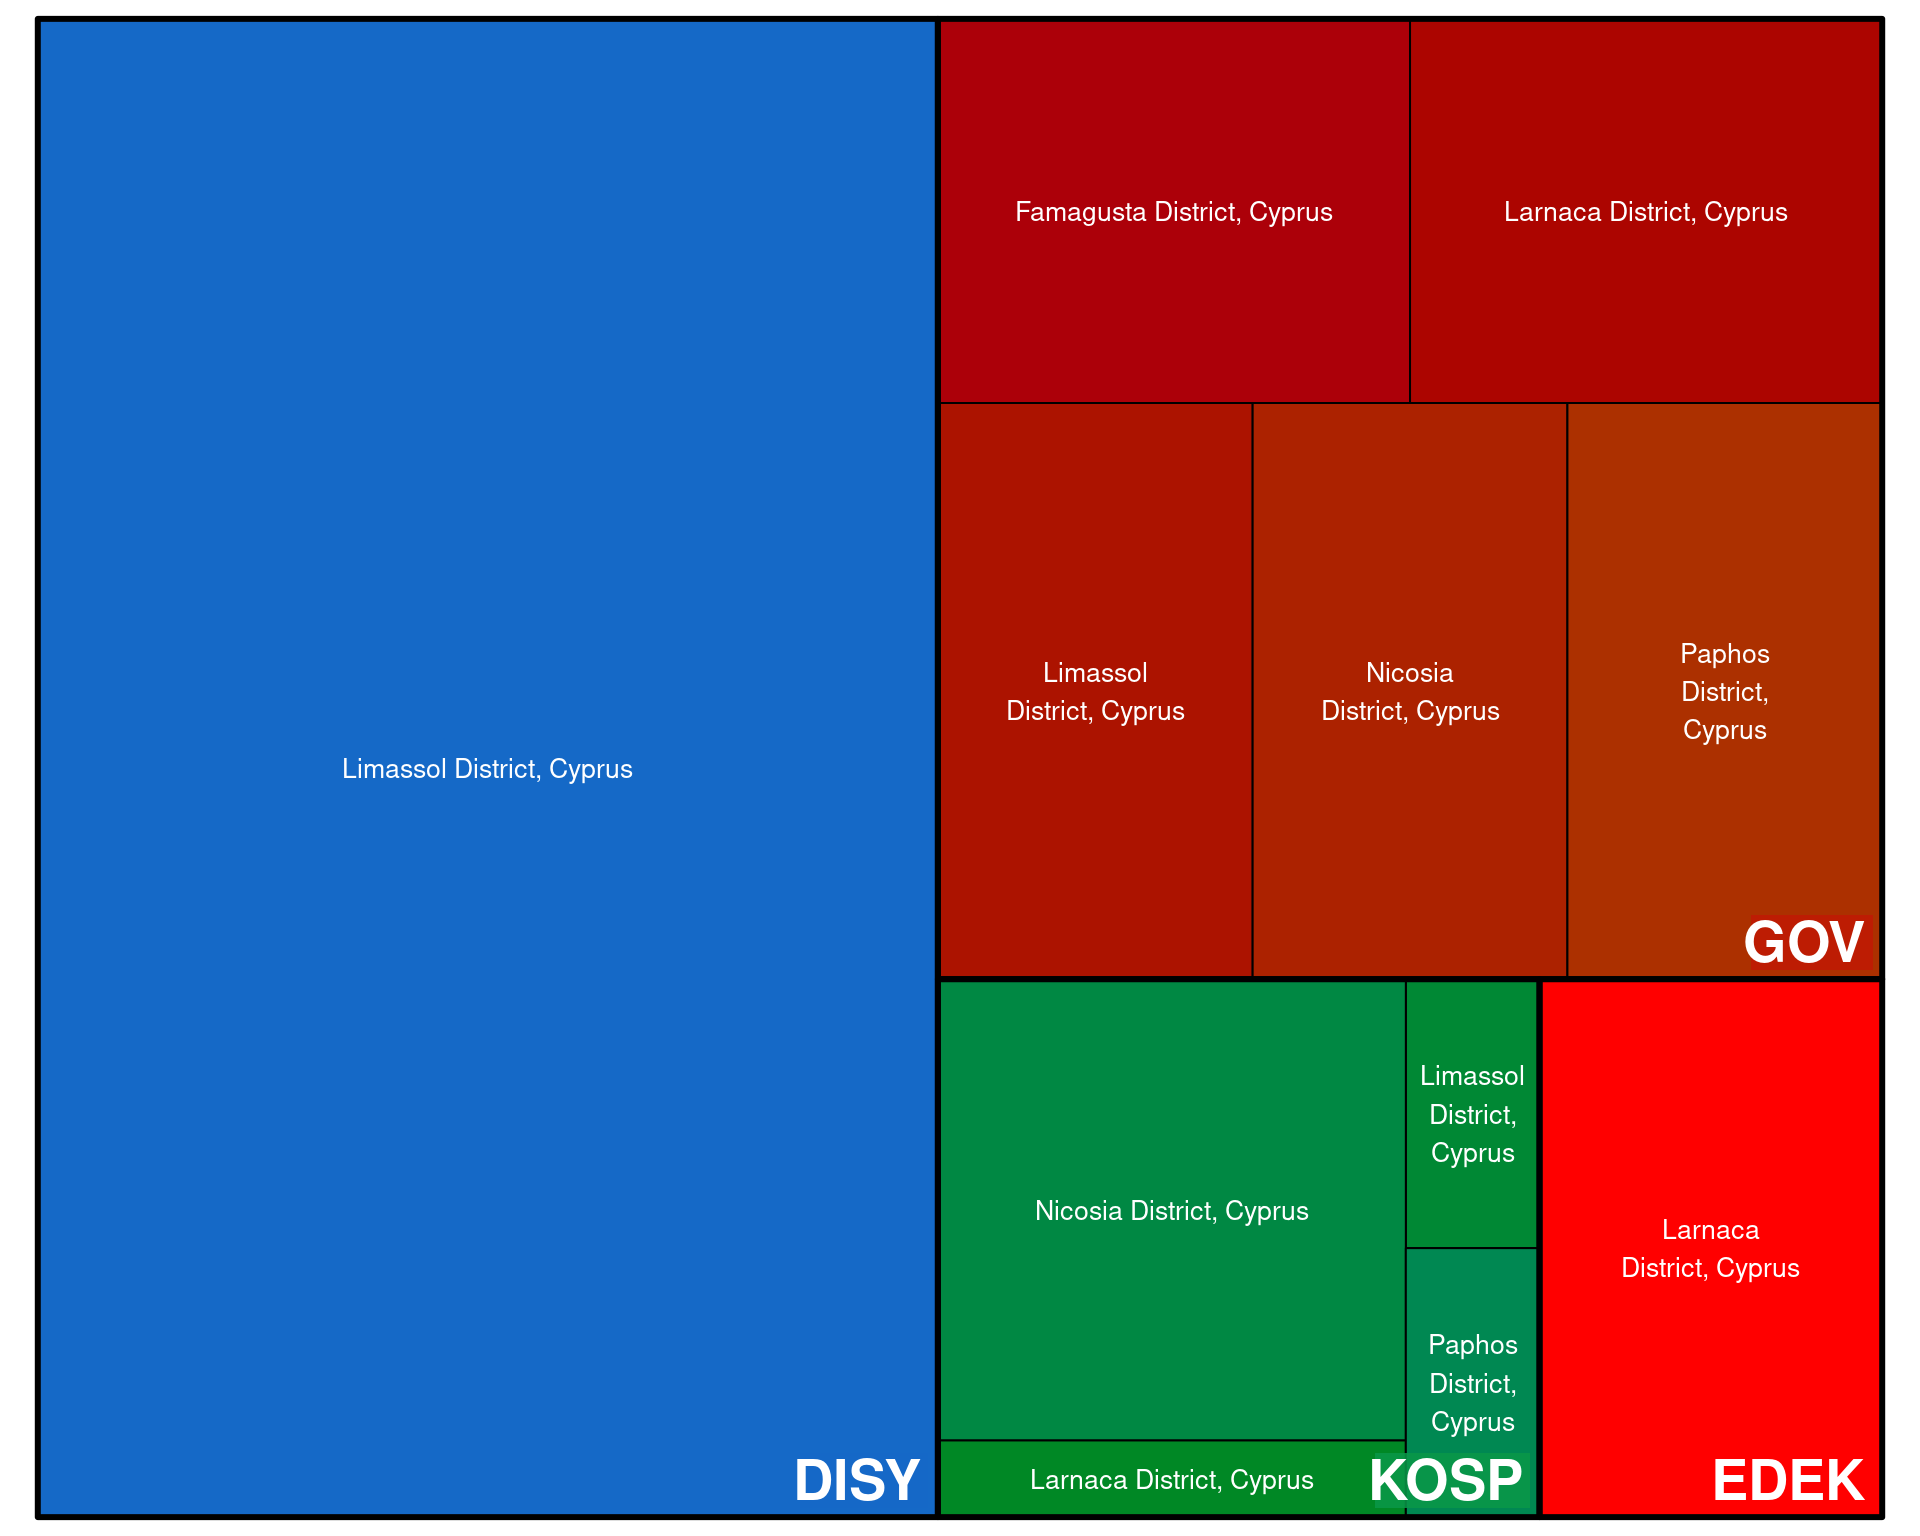 Limassol District, Cyprus
DISY
Famagusta District, Cyprus
Larnaca District, Cyprus
Limassol
District, Cyprus
Nicosia
District, Cyprus
Paphos
District,
Cyprus
GOV
Nicosia District, Cyprus
Limassol
District,
Cyprus
Paphos
District,
Cyprus
Larnaca District, Cyprus
KOSP
Larnaca
District, Cyprus
EDEK